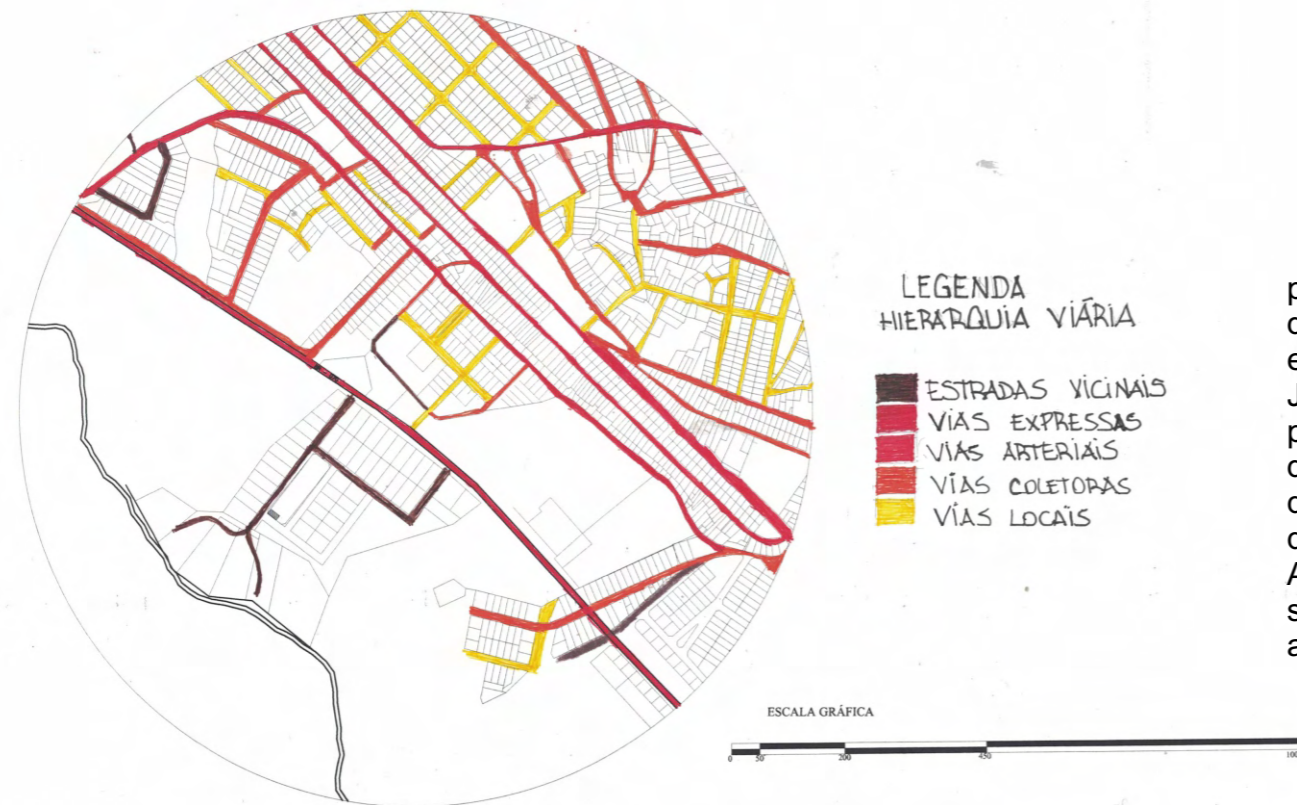 LEGENDA
HIERARQUIA VIÁRIA
ESTRADAS VICINAIS
VIAS EXPRESSAS
VIAS ARTERIAIS
VIAS COLETORAS
VIAS LOCAIS
ESCALA GRÁFICA
0 50 200 450